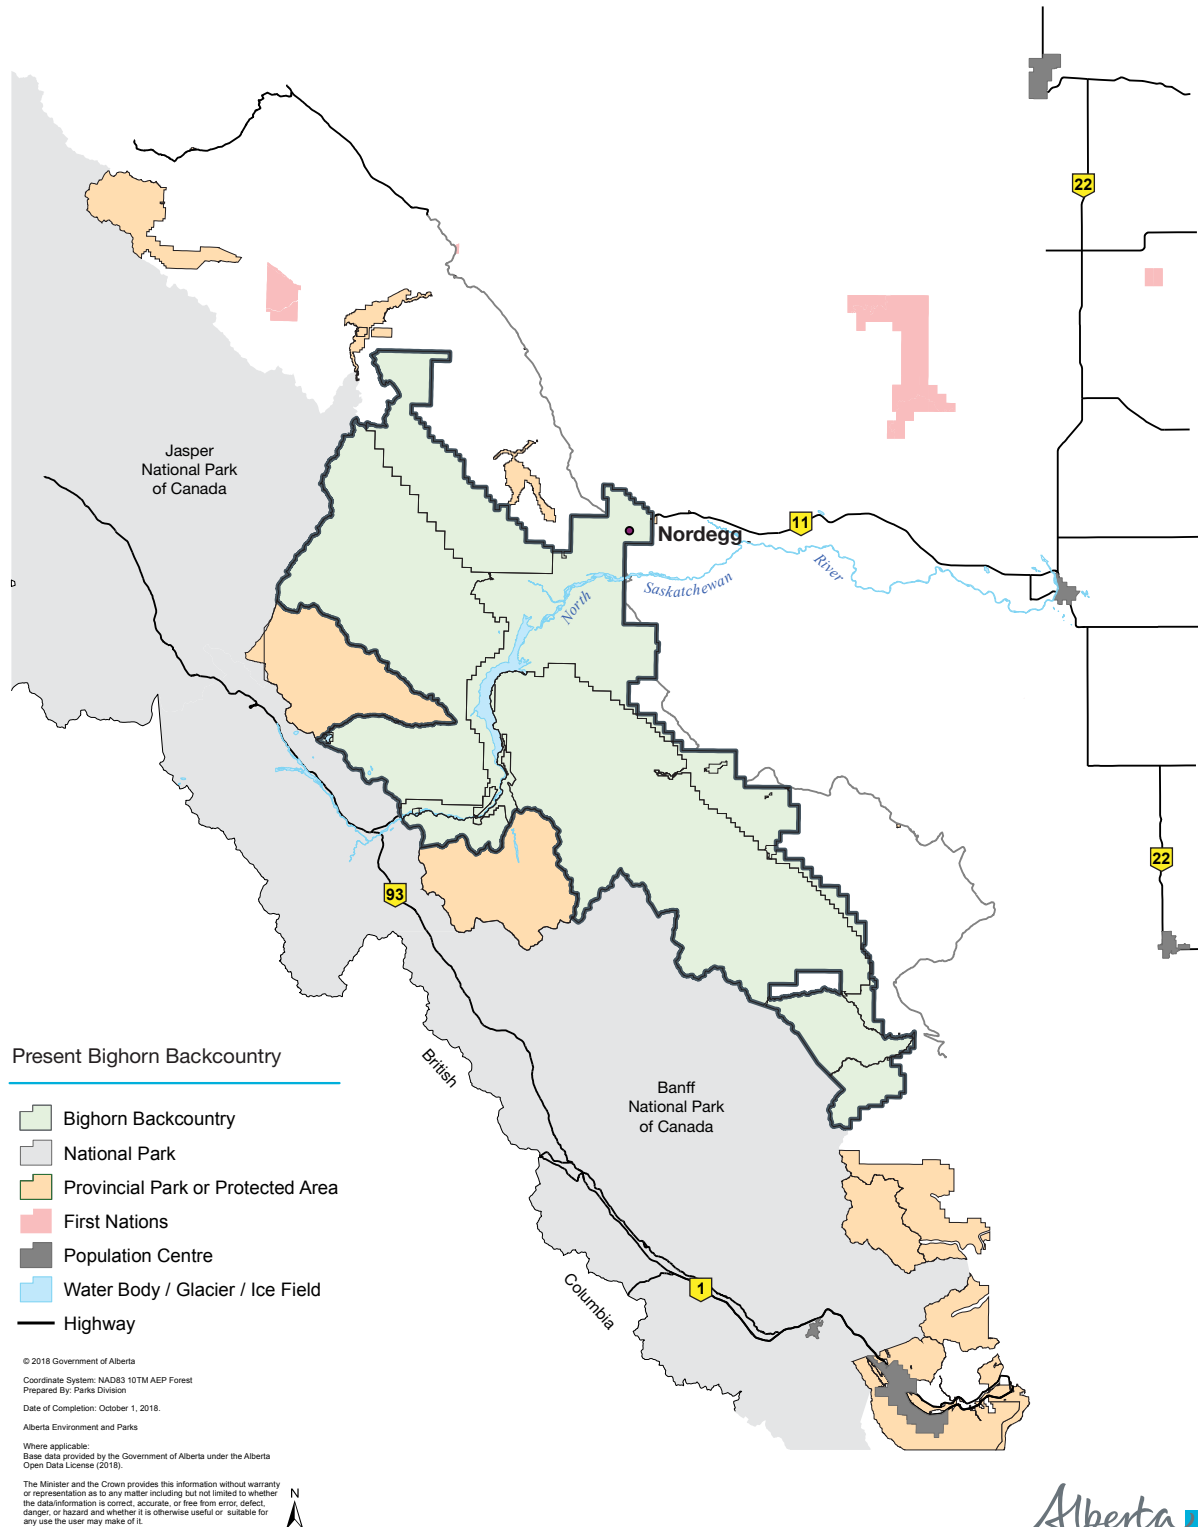 22
Jasper
National Park
of Canada
11
Nordegg
North
Saskatchewan
River
22
93
British
Banff
National Park
of Canada
Columbia
1
Present Bighorn Backcountry
Bighorn Backcountry
National Park
Provincial Park or Protected Area
First Nations
Population Centre
Water Body / Glacier / Ice Field
Highway
© 2018 Government of Alberta
Coordinate System: NAD83 10TM AEP Forest
Prepared By: Parks Division
Date of Completion: October 1, 2018.
Alberta Environment and Parks
Where applicable:
Base data provided by the Government of Alberta under the Alberta
Open Data License (2018).
The Minister and the Crown provides this information without warranty
or representation as to any matter including but not limited to whether
the data/information is correct, accurate, or free from error, defect,
danger, or hazard and whether it is otherwise useful or suitable for
any use the user may make of it.
N
Alberta